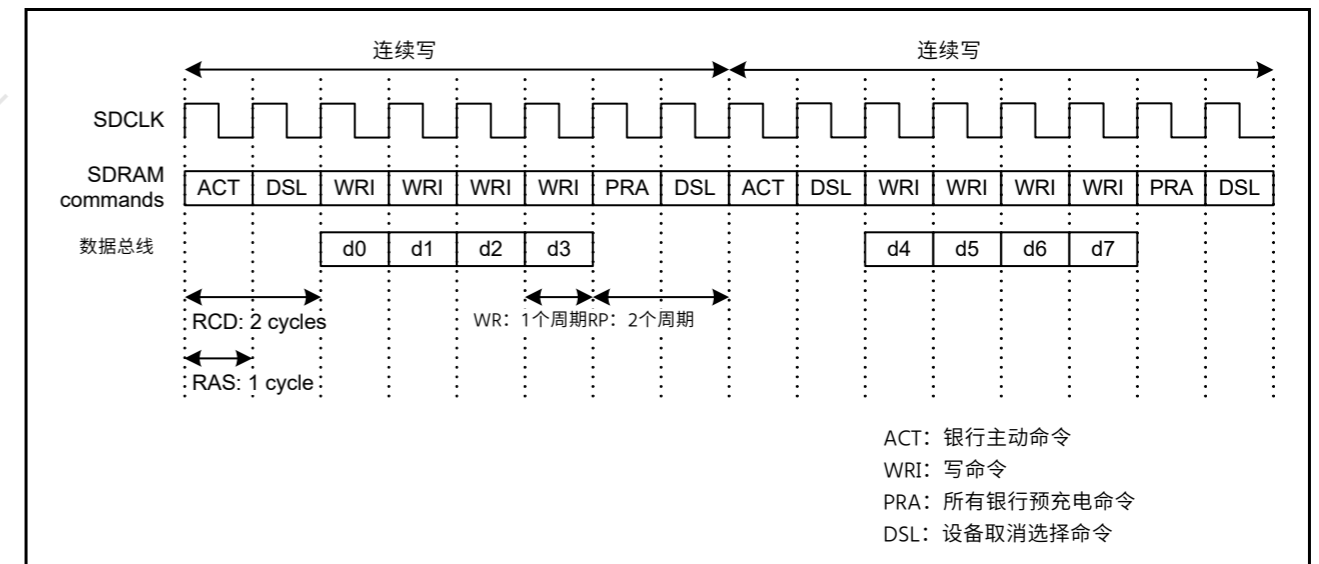 连续写 连续写
SDCLK
SDRAM
commands
ACT DSL WRI WRI WRI WRI PRA DSL ACT DSL WRI WRI WRI WRI PRA DSL
数据总线 d0 d1 d2 d3 d4 d5 d6 d7
RCD: 2 cycles WR：1个周期RP：2个周期
RAS: 1 cycle
ACT：银行主动命令
WRI：写命令
PRA：所有银行预充电命令
DSL：设备取消选择命令